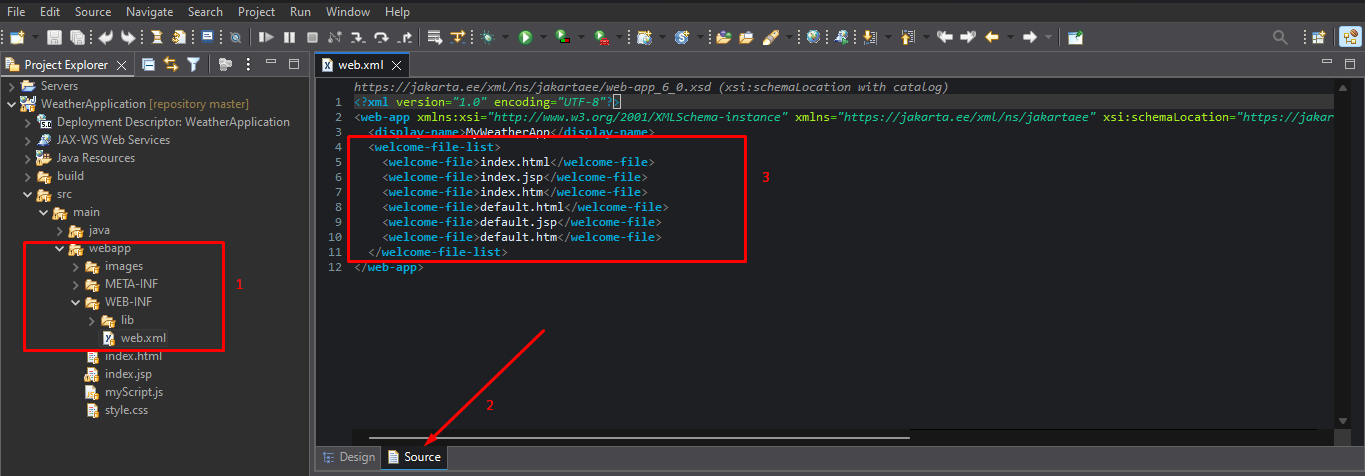 File Edit Source Navigate Search Project Run Window Help
Project Explorer
Servers
WeatherApplication [repository master]
5.0 Deployment Descriptor: WeatherApplication
JAX-WS Web Services
Java Resources
build
src
main
java
webapp
images
META-INF
WEB-INF
lib
web.xml
index.html
index.jsp
myScript.js
style.css
1
web.xml
https://jakarta.ee/xml/ns/jakartaee/web-app_6_0.xsd (xsi:schemaLocation with catalog)
1 <?xml version="1.0" encoding="UTF-8"?>
2 <web-app xmlns:xsi="http://www.w3.org/2001/XMLSchema-instance" xmlns="https://jakarta.ee/xml/ns/jakartaee" xsi:schemaLocation="https://jakar
3 <display-name>MyWeatherApp</display-name>
4 <welcome-file-list>
5 <welcome-file>index.html</welcome-file>
6 <welcome-file>index.jsp</welcome-file>
7 <welcome-file>index.htm</welcome-file>
8 <welcome-file>default.html</welcome-file>
9 <welcome-file>default.jsp</welcome-file>
10 <welcome-file>default.htm</welcome-file>
11 </welcome-file-list>
12 </web-app>
3
2
Design Source